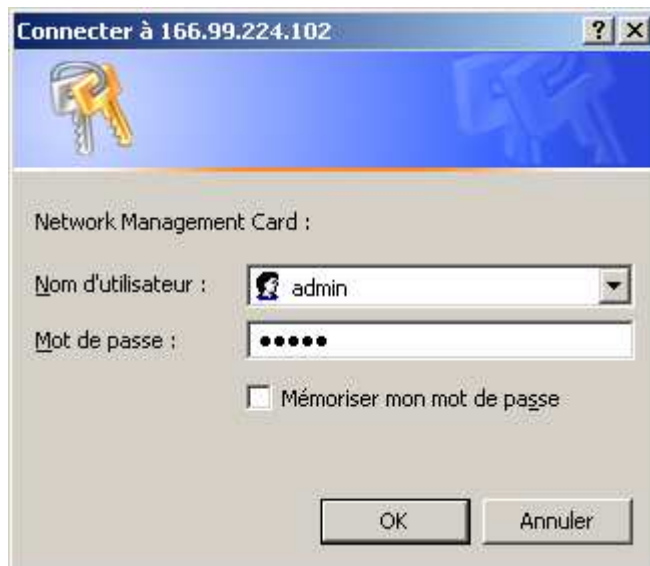 Connecter à 166.99.224.102
Network Management Card :
Nom d'utilisateur :
admin
Mot de passe :
●●●●●
Mémoriser mon mot de passe
OK
Annuler